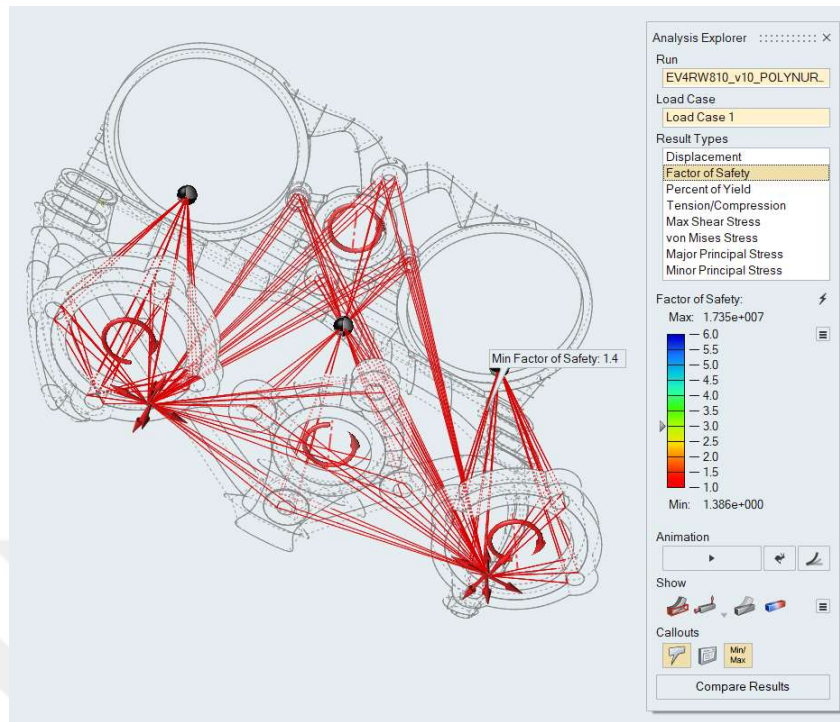 Analysis Explorer
Run
EV4RW810_v10_POLYNUR...
Load Case
Load Case 1
Result Types
Displacement
Factor of Safety
Percent of Yield
Tension/Compression
Max Shear Stress
von Mises Stress
Major Principal Stress
Minor Principal Stress
Factor of Safety:
Max: 1.735e+007
6.0
5.5
5.0
4.5
4.0
3.5
3.0
2.5
2.0
1.5
1.0
Min: 1.386e+000
Min Factor of Safety: 1.4
Animation
Show
Callouts
Min/
Max
Compare Results